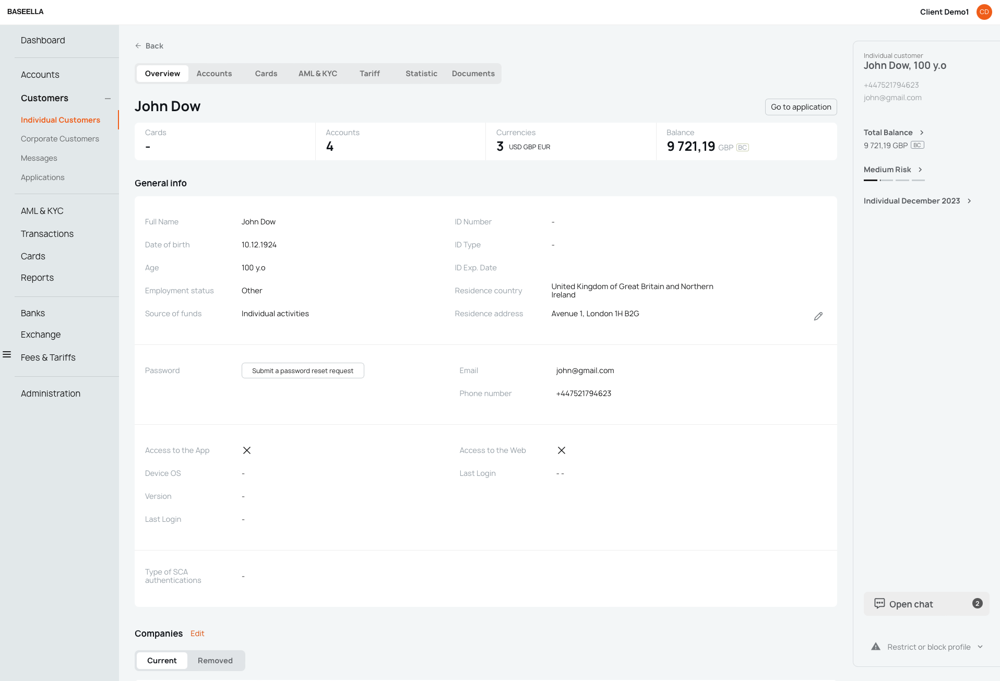 BASEELLA
Client Demo1
CD
Dashboard
Accounts
Customers
Individual Customers
Corporate Customers
Messages
Applications
AML & KYC
Transactions
Cards
Reports
Banks
Exchange
Fees & Tariffs
Administration
Back
Overview Accounts Cards AML & KYC Tariff Statistic Documents
John Dow
Go to application
Cards
-
Accounts
4
Currencies
3 USD GBP EUR
Balance
9 721,19 GBP BC
General info
Full Name John Dow
Date of birth 10.12.1924
Age 100 y.o
Employment status Other
Source of funds Individual activities
ID Number -
ID Type -
ID Exp. Date
Residence country United Kingdom of Great Britain and Northern
Ireland
Residence address Avenue 1, London 1H B2G
Password Submit a password reset request
Email john@gmail.com
Phone number +447521794623
Access to the App
Device OS -
Version -
Last Login -
Access to the Web
Last Login - -
Type of SCA
authentications -
Companies Edit
Current Removed
Individual customer
John Dow, 100 y.o
+447521794623
john@gmail.com
Total Balance
9 721,19 GBP BC
Medium Risk
Individual December 2023
Open chat 2
Restrict or block profile